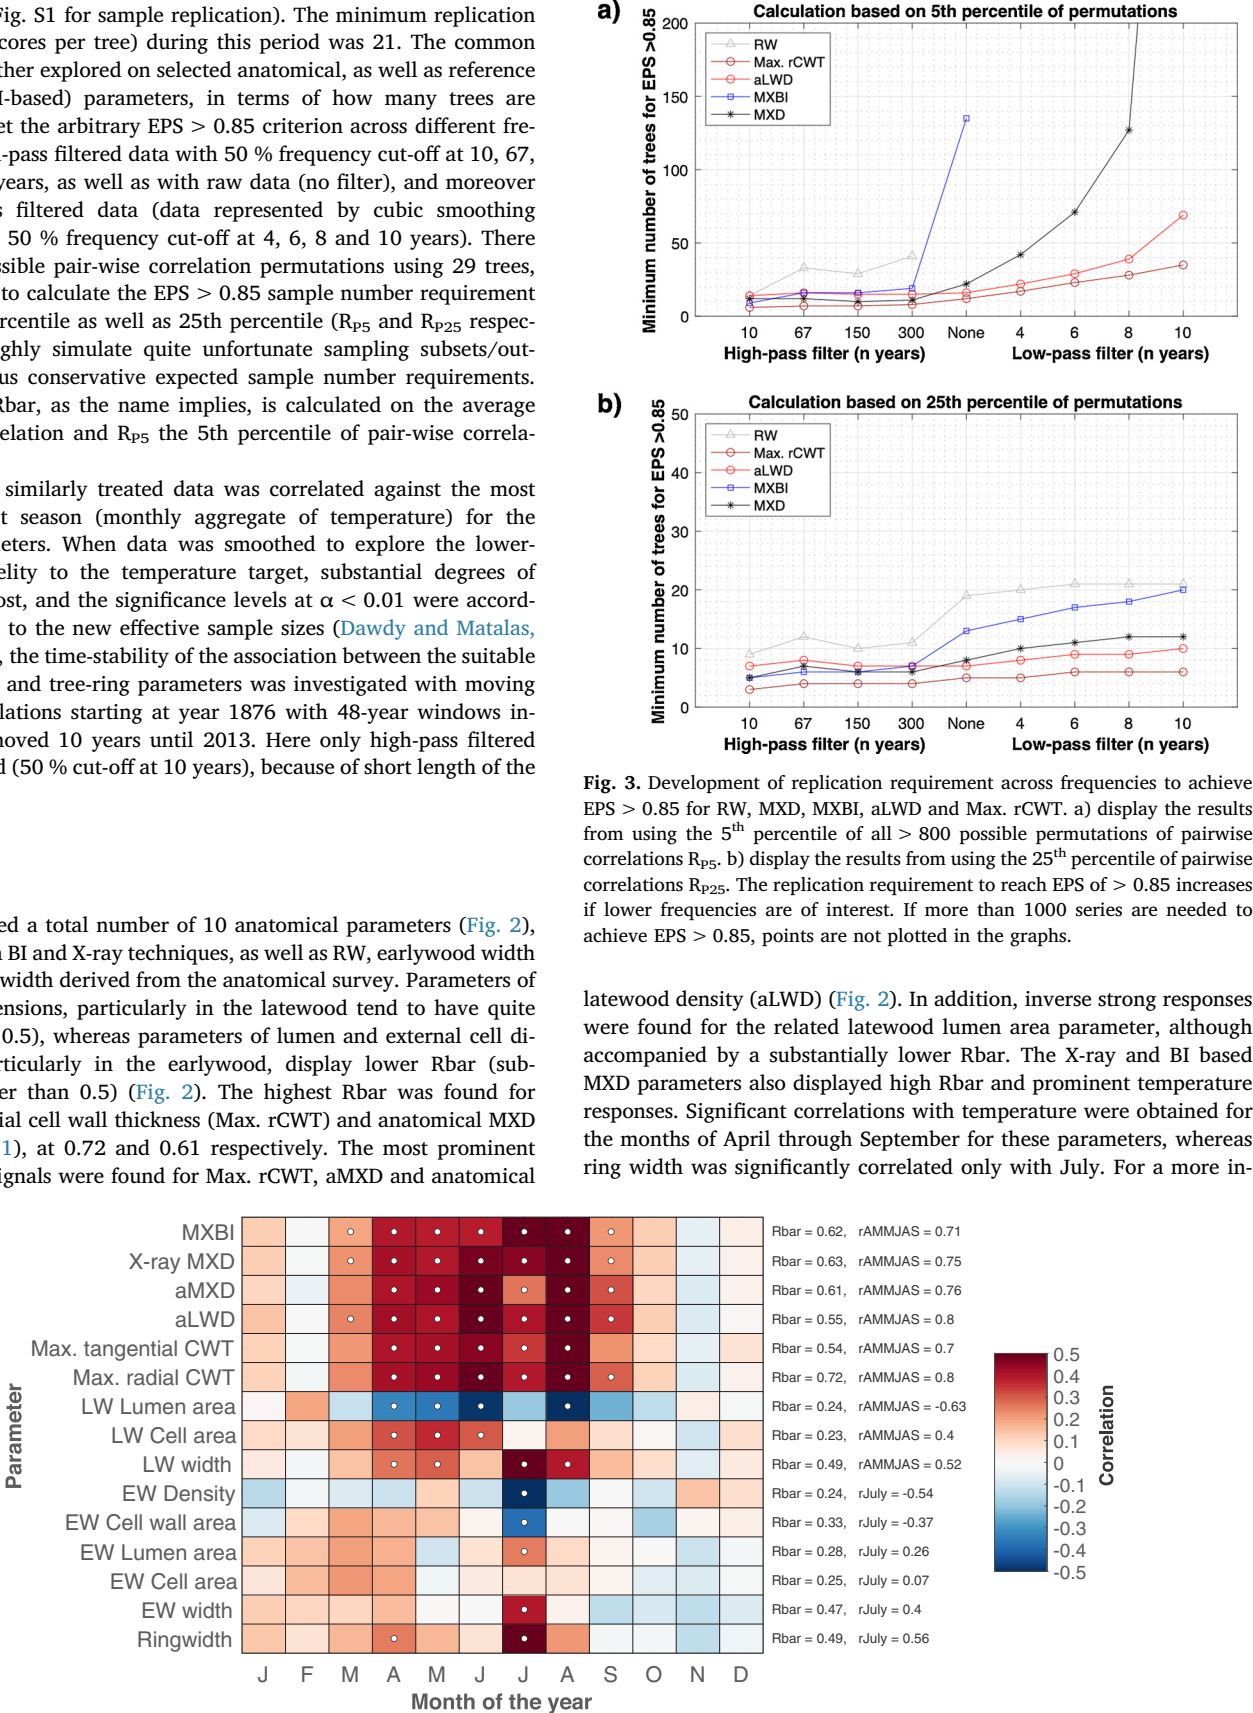 Fig. S1 for sample replication). The minimum replication
cores per tree) during this period was 21. The common
ther explored on selected anatomical, as well as reference
I-based) parameters, in terms of how many trees are
et the arbitrary EPS > 0.85 criterion across different fre-
-pass filtered data with 50 % frequency cut-off at 10, 67,
years, as well as with raw data (no filter), and moreover
s filtered data (data represented by cubic smoothing
50 % frequency cut-off at 4, 6, 8 and 10 years). There
ssible pair-wise correlation permutations using 29 trees,
to calculate the EPS > 0.85 sample number requirement
rcentile as well as 25th percentile (RP5 and RP25 respec-
ghly simulate quite unfortunate sampling subsets/out-
us conservative expected sample number requirements.
Rbar, as the name implies, is calculated on the average
elation and RP5 the 5th percentile of pair-wise correla-
similarly treated data was correlated against the most
t season (monthly aggregate of temperature) for the
neters. When data was smoothed to explore the lower-
elity to the temperature target, substantial degrees of
ost, and the significance levels at α < 0.01 were accord-
to the new effective sample sizes (Dawdy and Matalas,
, the time-stability of the association between the suitable
and tree-ring parameters was investigated with moving
lations starting at year 1876 with 48-year windows in-
noved 10 years until 2013. Here only high-pass filtered
d (50 % cut-off at 10 years), because of short length of the
ed a total number of 10 anatomical parameters (Fig. 2),
n BI and X-ray techniques, as well as RW, earlywood width
width derived from the anatomical survey. Parameters of
ensions, particularly in the latewood tend to have quite
0.5), whereas parameters of lumen and external cell di-
rticularly in the earlywood, display lower Rbar (sub-
er than 0.5) (Fig. 2). The highest Rbar was found for
ial cell wall thickness (Max. rCWT) and anatomical MXD
1), at 0.72 and 0.61 respectively. The most prominent
ignals were found for Max. rCWT, aMXD and anatomical
a)
Calculation based on 5th percentile of permutations
Minimum number of trees for EPS >0.85
200
150
100
50
0
RW
Max. rCWT
aLWD
MXBI
MXD
10 67 150 300 None 4 6 8 10
High-pass filter (n years) Low-pass filter (n years)
b)
Calculation based on 25th percentile of permutations
Minimum number of trees for EPS >0.85
50
40
30
20
10
0
RW
Max. rCWT
aLWD
MXBI
MXD
10 67 150 300 None 4 6 8 10
High-pass filter (n years) Low-pass filter (n years)
Fig. 3. Development of replication requirement across frequencies to achieve
EPS > 0.85 for RW, MXD, MXBI, aLWD and Max. rCWT. a) display the results
from using the 5th percentile of all > 800 possible permutations of pairwise
correlations RP5. b) display the results from using the 25th percentile of pairwise
correlations RP25. The replication requirement to reach EPS of > 0.85 increases
if lower frequencies are of interest. If more than 1000 series are needed to
achieve EPS > 0.85, points are not plotted in the graphs.
latewood density (aLWD) (Fig. 2). In addition, inverse strong responses
were found for the related latewood lumen area parameter, although
accompanied by a substantially lower Rbar. The X-ray and BI based
MXD parameters also displayed high Rbar and prominent temperature
responses. Significant correlations with temperature were obtained for
the months of April through September for these parameters, whereas
ring width was significantly correlated only with July. For a more in-
Parameter
MXBI Rbar = 0.62, rAMMJAS = 0.71
X-ray MXD Rbar = 0.63, rAMMJAS = 0.75
aMXD Rbar = 0.61, rAMMJAS = 0.76
aLWD Rbar = 0.55, rAMMJAS = 0.8
Max. tangential CWT Rbar = 0.54, rAMMJAS = 0.7
Max. radial CWT Rbar = 0.72, rAMMJAS = 0.8
LW Lumen area Rbar = 0.24, rAMMJAS = -0.63
LW Cell area Rbar = 0.23, rAMMJAS = 0.4
LW width Rbar = 0.49, rAMMJAS = 0.52
EW Density Rbar = 0.24, rJuly = -0.54
EW Cell wall area Rbar = 0.33, rJuly = -0.37
EW Lumen area Rbar = 0.28, rJuly = 0.26
EW Cell area Rbar = 0.25, rJuly = 0.07
EW width Rbar = 0.47, rJuly = 0.4
Ringwidth Rbar = 0.49, rJuly = 0.56
J F M A M J J A S O N D
Month of the year
0.5
0.4
0.3
0.2
0.1
0
-0.1
-0.2
-0.3
-0.4
-0.5
Correlation